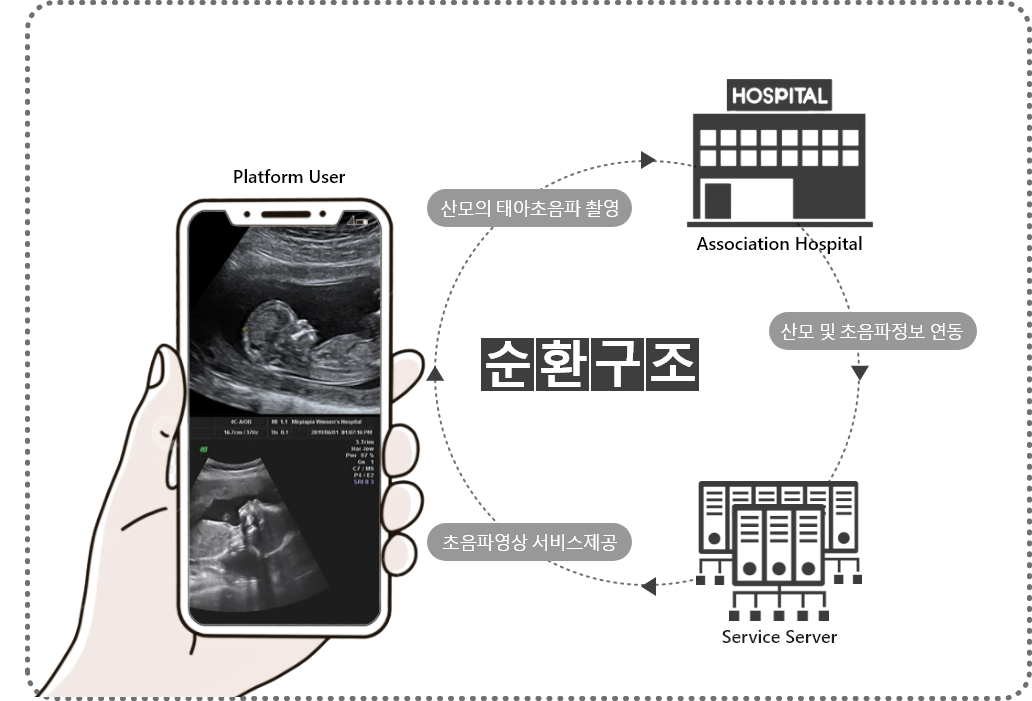 HOSPITAL
Platform User
산모의 태아초음파 촬영
Association Hospital
산모 및 초음파정보 연동
순환구조
4C-A/OB MI 1.1 Mirpiapia Women's Hospital
16.7cm / 37Hz TIs 0.1 2019/06/01 01:07:16 PM
3.Trim
Har-low
Pwr 97 %
Gn 1
C7 / M5
P4 / E2
SRI II 3
초음파영상 서비스제공
Service Server